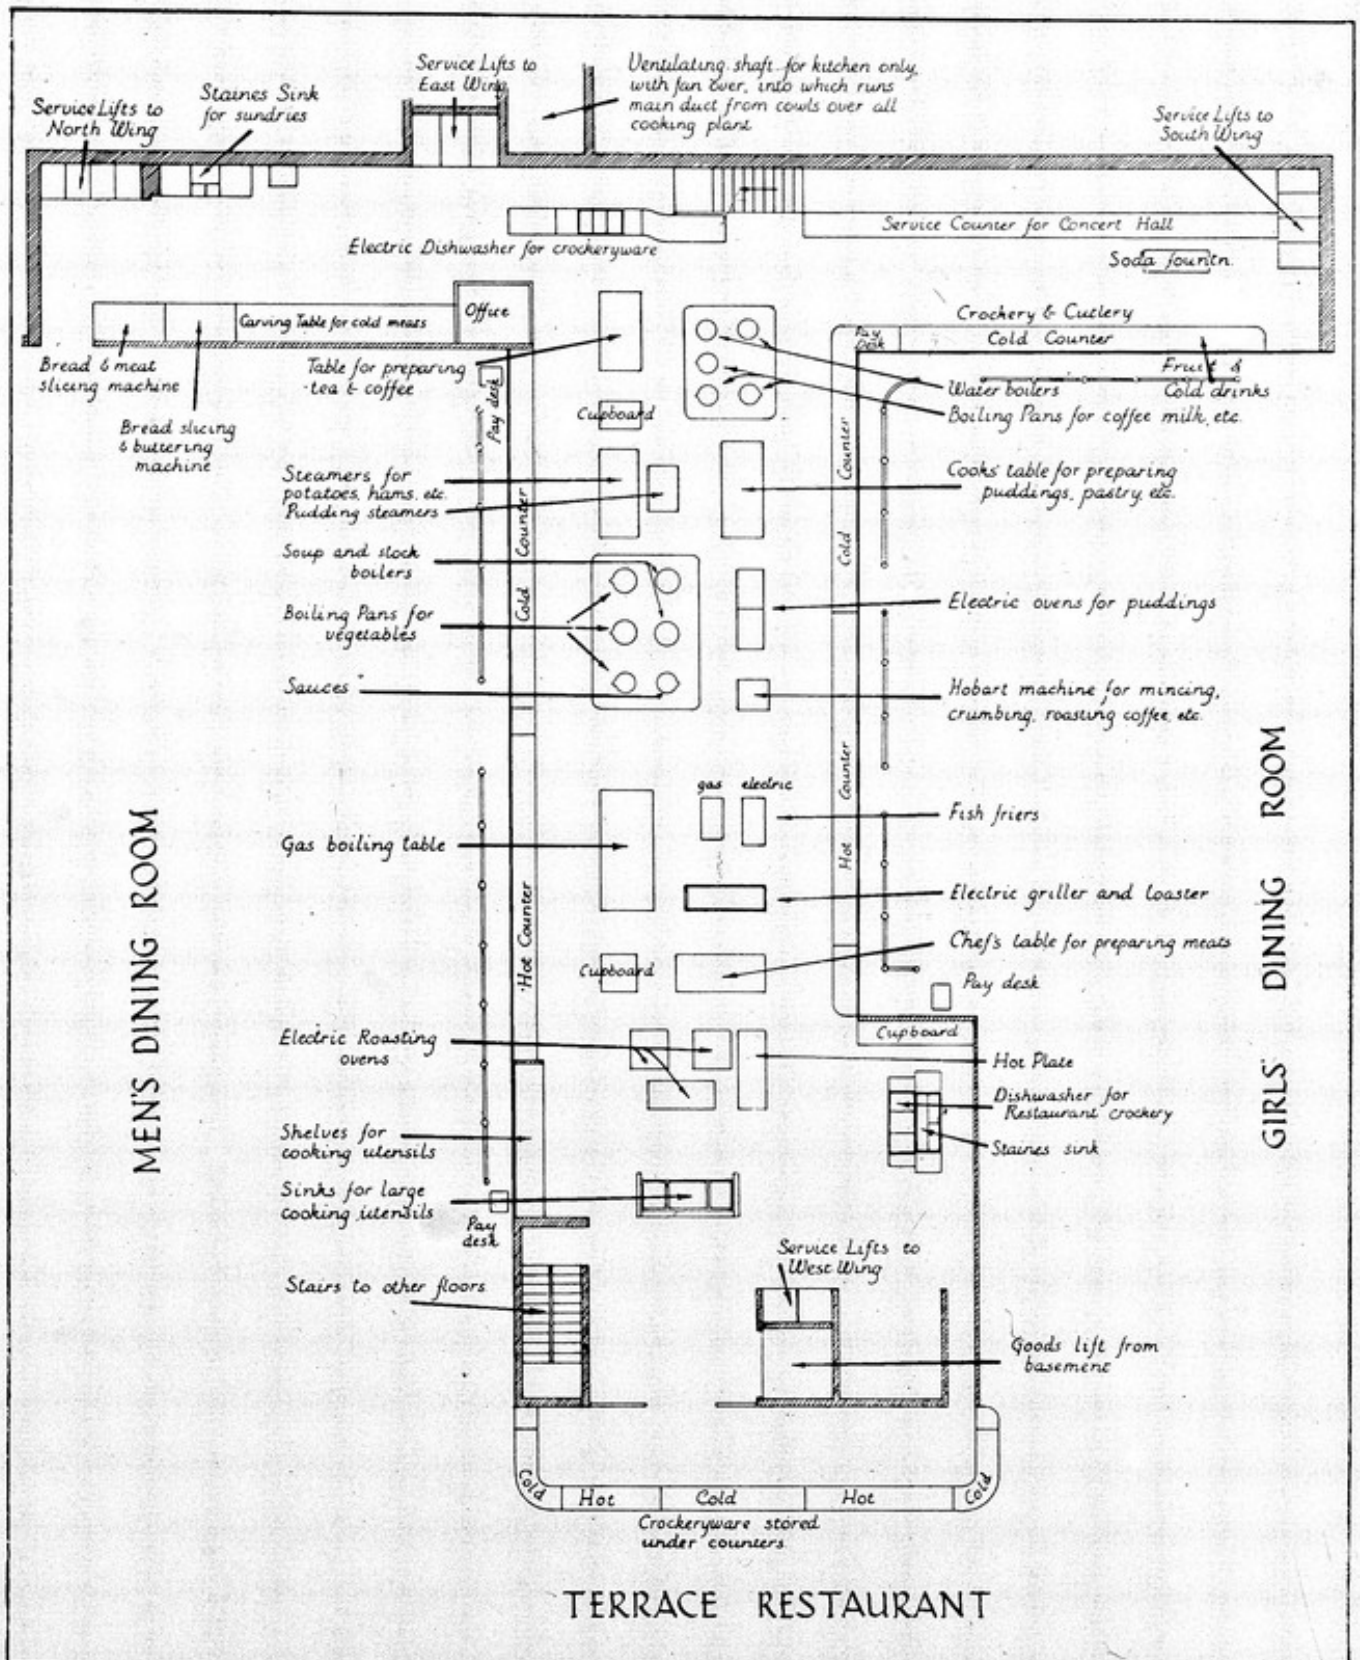 Service Lifts to
East Wing
Ventilating shaft for kitchen only
with fan over, into which runs
main duct from cowls over all
cooking plant
Service Lifts to
North Wing
Staines Sink
for sundries
Service Lifts to
South Wing
Service Counter for Concert Hall
Electric Dishwasher for crockeryware
Soda fountn.
Office
Carving Table for cold meats
Crockery & Cutlery
Pay
Desk
Cold Counter
Bread & meat
slicing machine
Table for preparing
tea & coffee
Pay desk
Fruit &
Cold drinks
Water boilers
Boiling Pans for coffee milk, etc.
Cupboard
Bread slicing
& buttering
machine
Steamers for
potatoes, hams, etc.
Pudding steamers
Cold Counter
Cold Counter
Cooks' table for preparing
puddings, pastry, etc.
Soup and stock
boilers
Boiling Pans for
vegetables
Electric ovens for puddings
Sauces
Hobart machine for mincing,
crumbing, roasting coffee, etc.
gas electric
Hot Counter
Fish friers
Gas boiling table
Electric griller and toaster
Hot Counter
Chef's table for preparing meats
Cupboard
Pay desk
MEN'S DINING ROOM
GIRLS' DINING ROOM
Cupboard
Electric Roasting
ovens
Hot Plate
Dishwasher for
Restaurant crockery
Shelves for
cooking utensils
Staines sink
Sinks for large
cooking utensils
Pay
desk
Service Lifts to
West Wing
Stairs to other floors
Goods lift from
basement
Cold Hot Cold Hot Cold
Crockeryware stored
under counters
TERRACE RESTAURANT